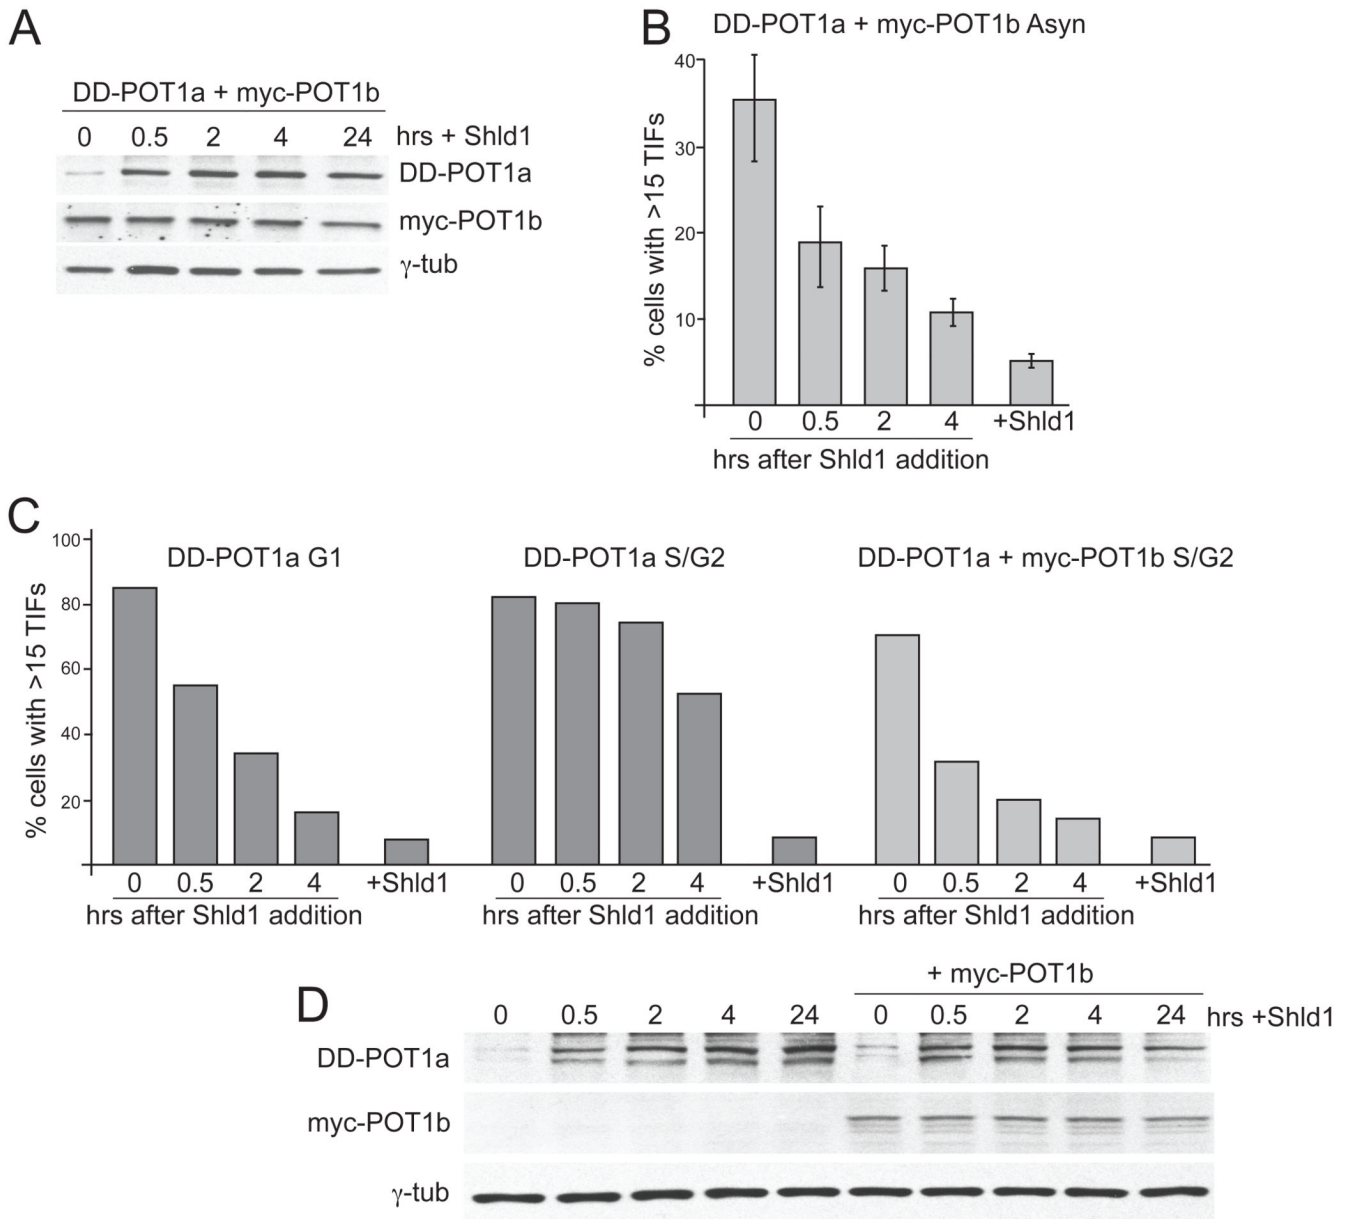 A
DD-POT1a + myc-POT1b
0 0.5 2 4 24 hrs + Shld1
DD-POT1a
myc-POT1b
γ-tub
B
DD-POT1a + myc-POT1b Asyn
% cells with >15 TIFs
40
30
20
10
0 0.5 2 4 +Shld1
hrs after Shld1 addition
C
% cells with >15 TIFs
100
80
60
40
20
DD-POT1a G1
0 0.5 2 4 +Shld1
hrs after Shld1 addition
DD-POT1a S/G2
0 0.5 2 4 +Shld1
hrs after Shld1 addition
DD-POT1a + myc-POT1b S/G2
0 0.5 2 4 +Shld1
hrs after Shld1 addition
D
+ myc-POT1b
0 0.5 2 4 24 0 0.5 2 4 24 hrs +Shld1
DD-POT1a
myc-POT1b
γ-tub